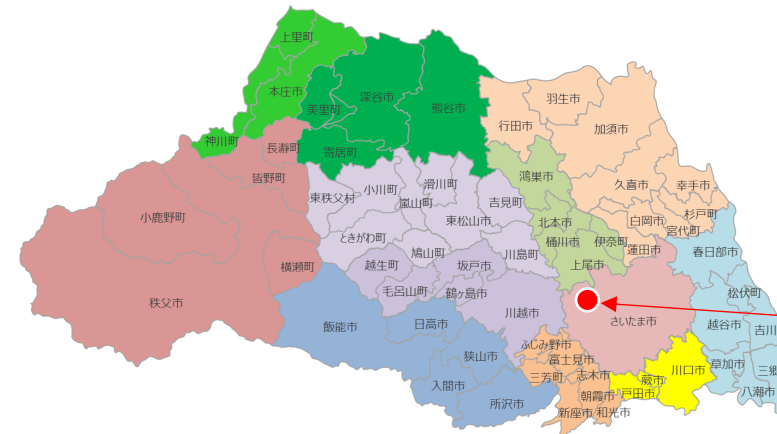 上里町
本庄市
神川町
美里町
深谷市
熊谷市
寄居町
長瀞町
皆野町
小鹿野町
横瀬町
秩父市
東秩父村
小川町
嵐山町
滑川町
吉見町
東松山市
ときがわ町
鳩山町
川島町
越生町
坂戸市
毛呂山町
鶴ヶ島市
川越市
飯能市
日高市
狭山市
入間市
所沢市
行田市
羽生市
加須市
久喜市
幸手市
杉戸町
白岡市
宮代町
蓮田市
鴻巣市
北本市
桶川市
伊奈町
上尾市
さいたま市
春日部市
松伏町
越谷市
吉川
草加市
三郷
八潮市
川口市
蕨市
戸田市
ふじみ野市
富士見市
三芳町
志木市
朝霞市
新座市
和光市